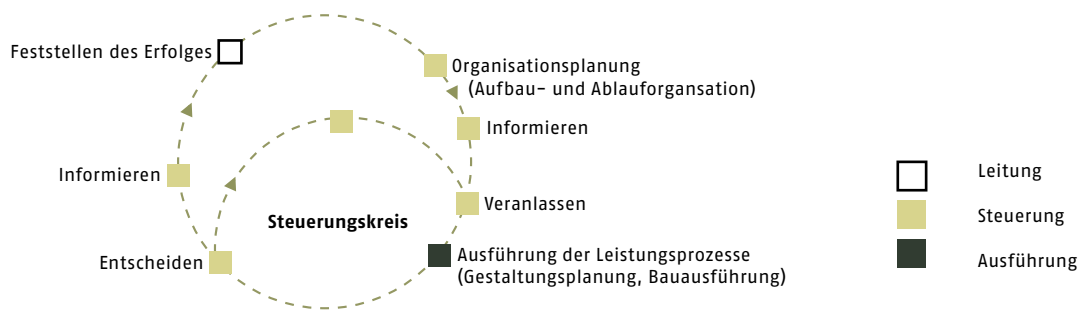 Feststellen des Erfolges
Organisationsplanung
(Aufbau- und Ablauforgansation)
Informieren
Informieren
Veranlassen
Steuerungskreis
Entscheiden
Ausführung der Leistungsprozesse
(Gestaltungsplanung, Bauausführung)
Leitung
Steuerung
Ausführung